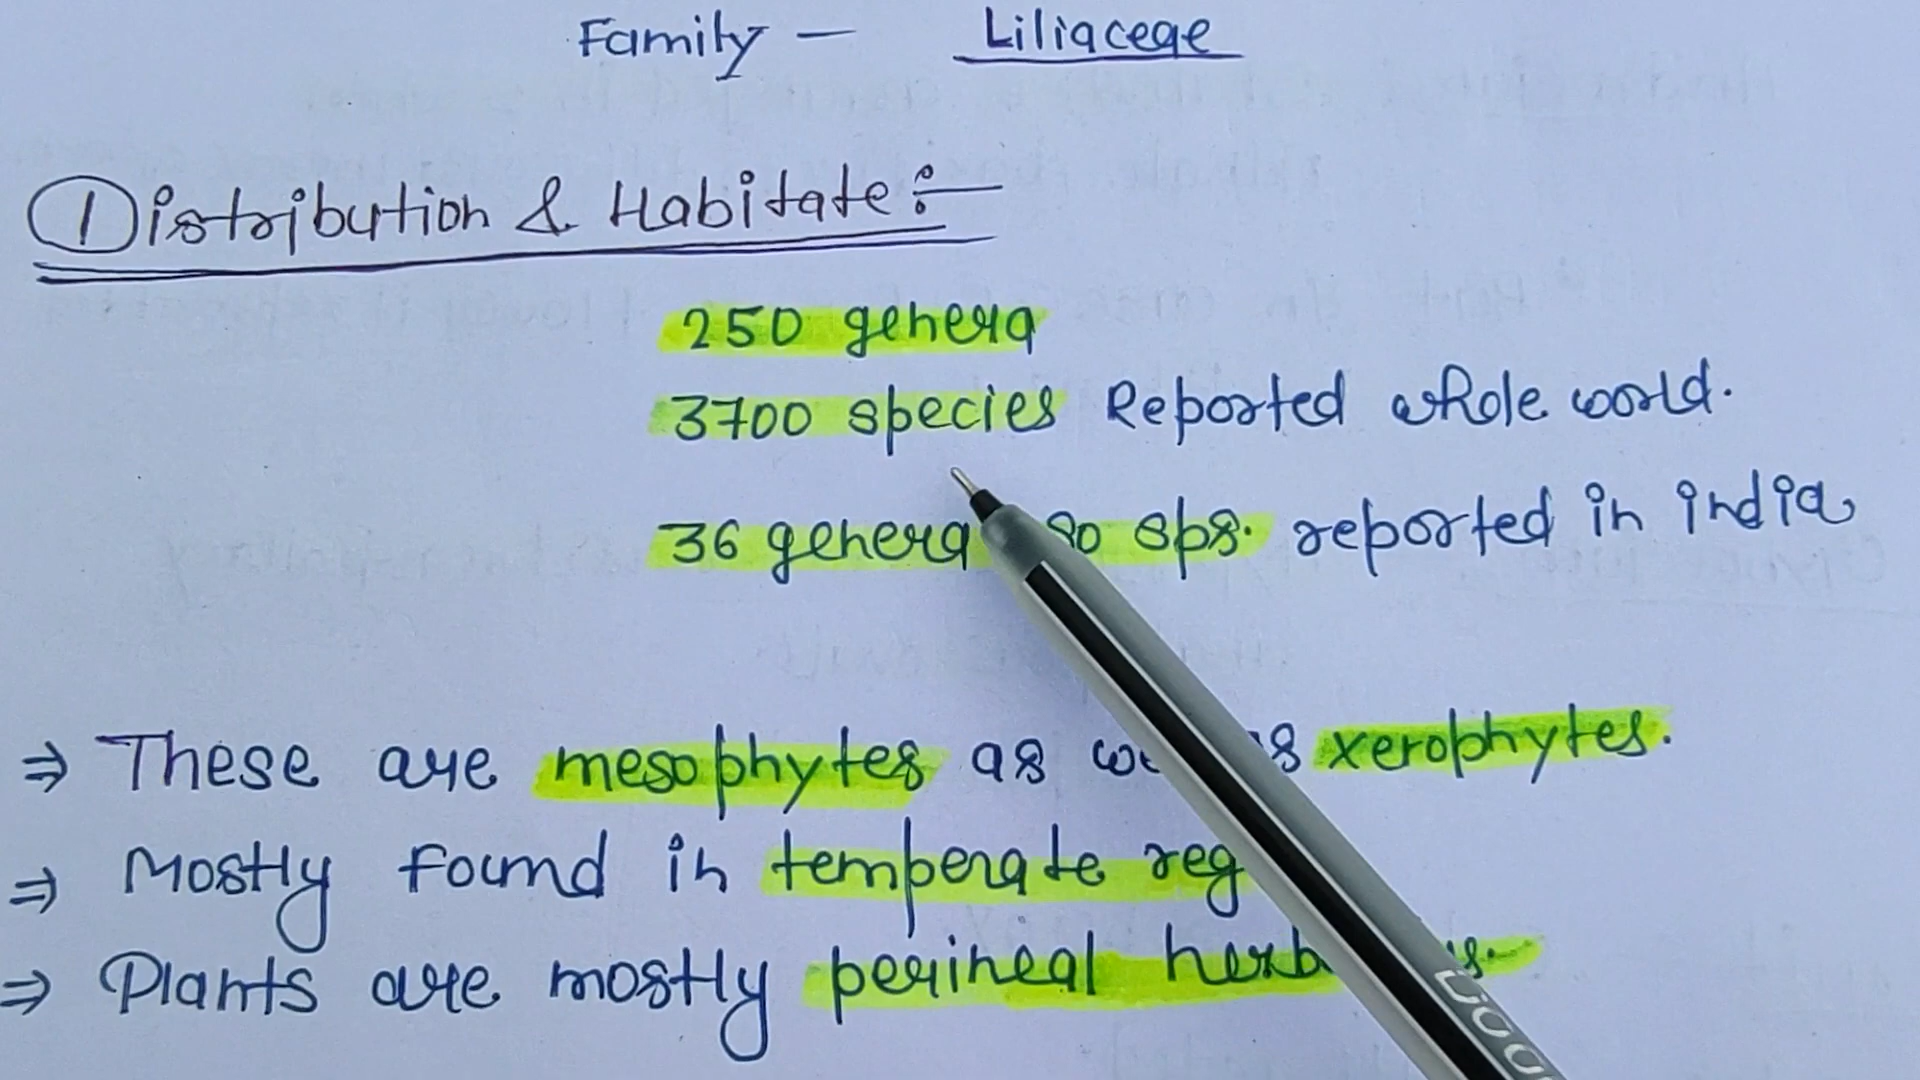 Family — Liliaceae
Distribution & Habitate:-
250 genera
3700 species Reported whole world.
36 genera sps. reported in india
⇒ These are mesophytes as xerophytes.
⇒ Mostly found in temperate reg
⇒ Plants are mostly perineal herb